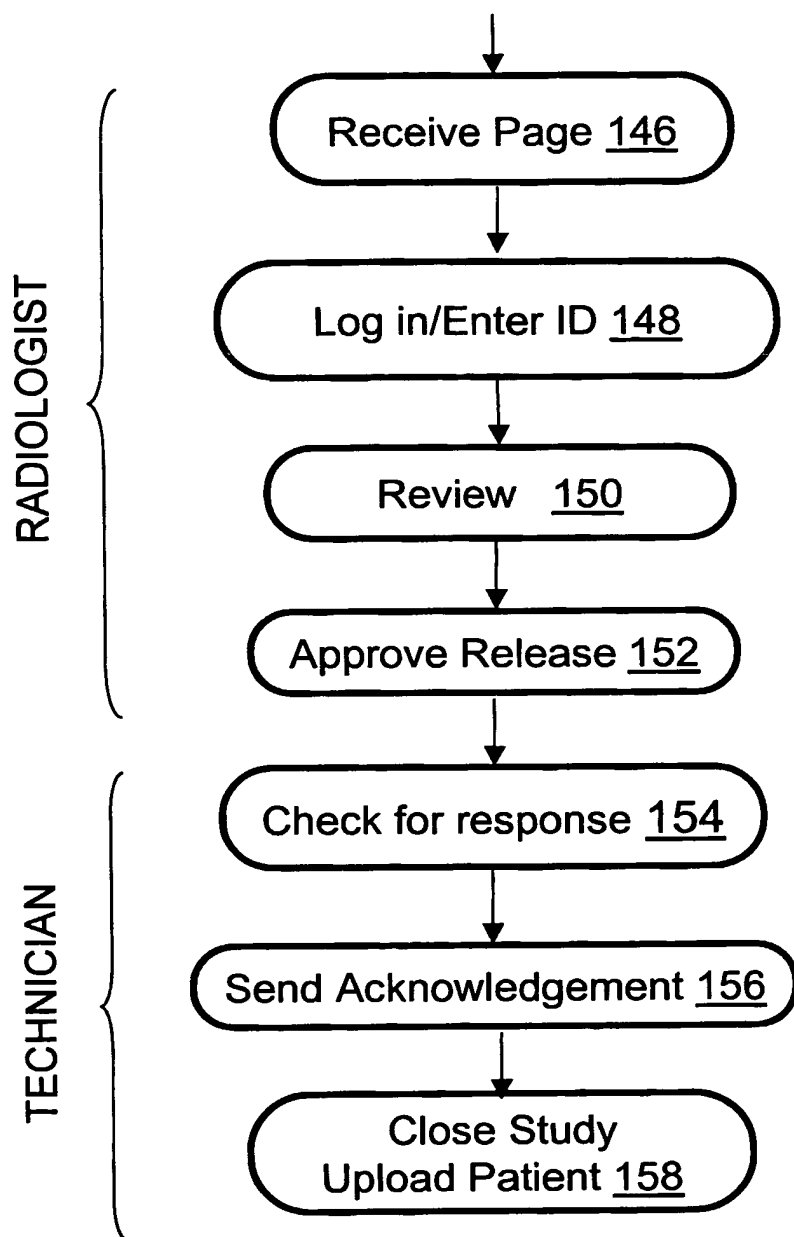 RADIOLOGIST
Receive Page 146
Log in/Enter ID 148
Review 150
Approve Release 152
TECHNICIAN
Check for response 154
Send Acknowledgement 156
Close Study
Upload Patient 158